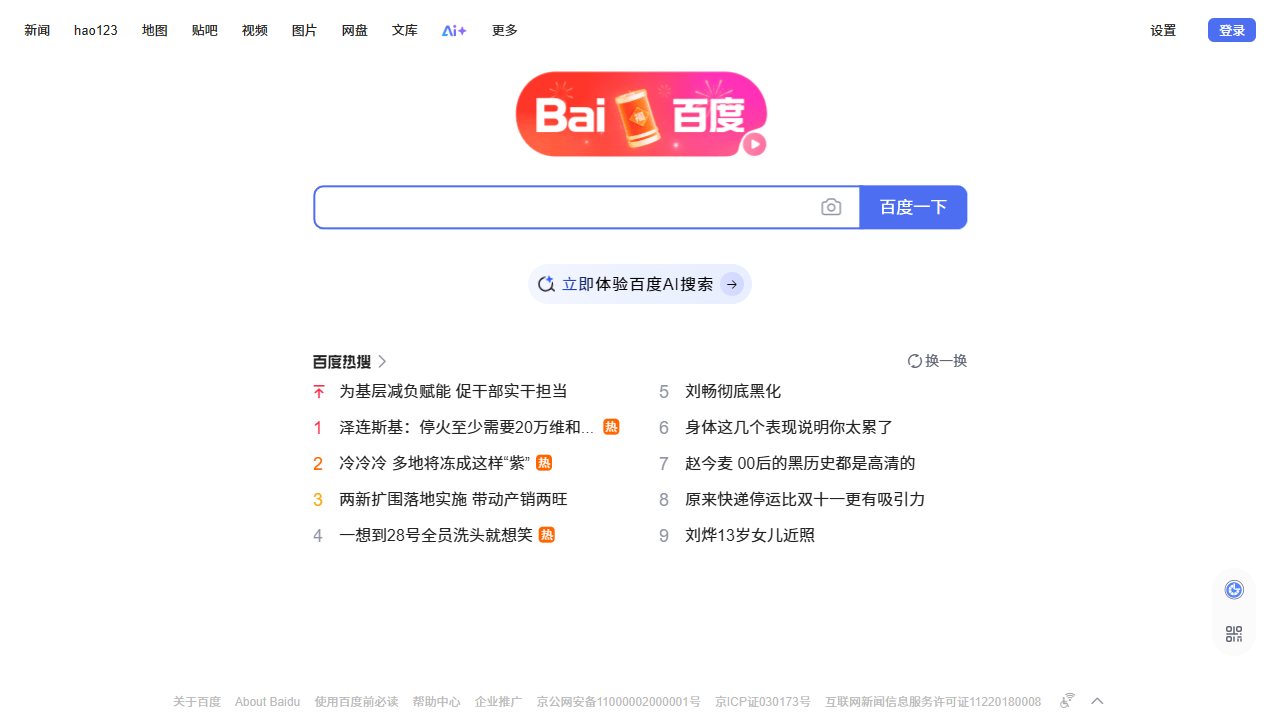 新闻 hao123 地图 贴吧 视频 图片 网盘 文库 Ai+ 更多 设置 登录
Bai 福 百度
百度一下
立即体验百度AI搜索
百度热搜 换一换
为基层减负赋能 促干部实干担当
1 泽连斯基：停火至少需要20万维和... 热
2 冷冷冷 多地将冻成这样“紫” 热
3 两新扩围落地实施 带动产销两旺
4 一想到28号全员洗头就想笑 热
5 刘畅彻底黑化
6 身体这几个表现说明你太累了
7 赵今麦 00后的黑历史都是高清的
8 原来快递停运比双十一更有吸引力
9 刘烨13岁女儿近照
关于百度 About Baidu 使用百度前必读 帮助中心 企业推广 京公网安备11000002000001号 京ICP证030173号 互联网新闻信息服务许可证11220180008